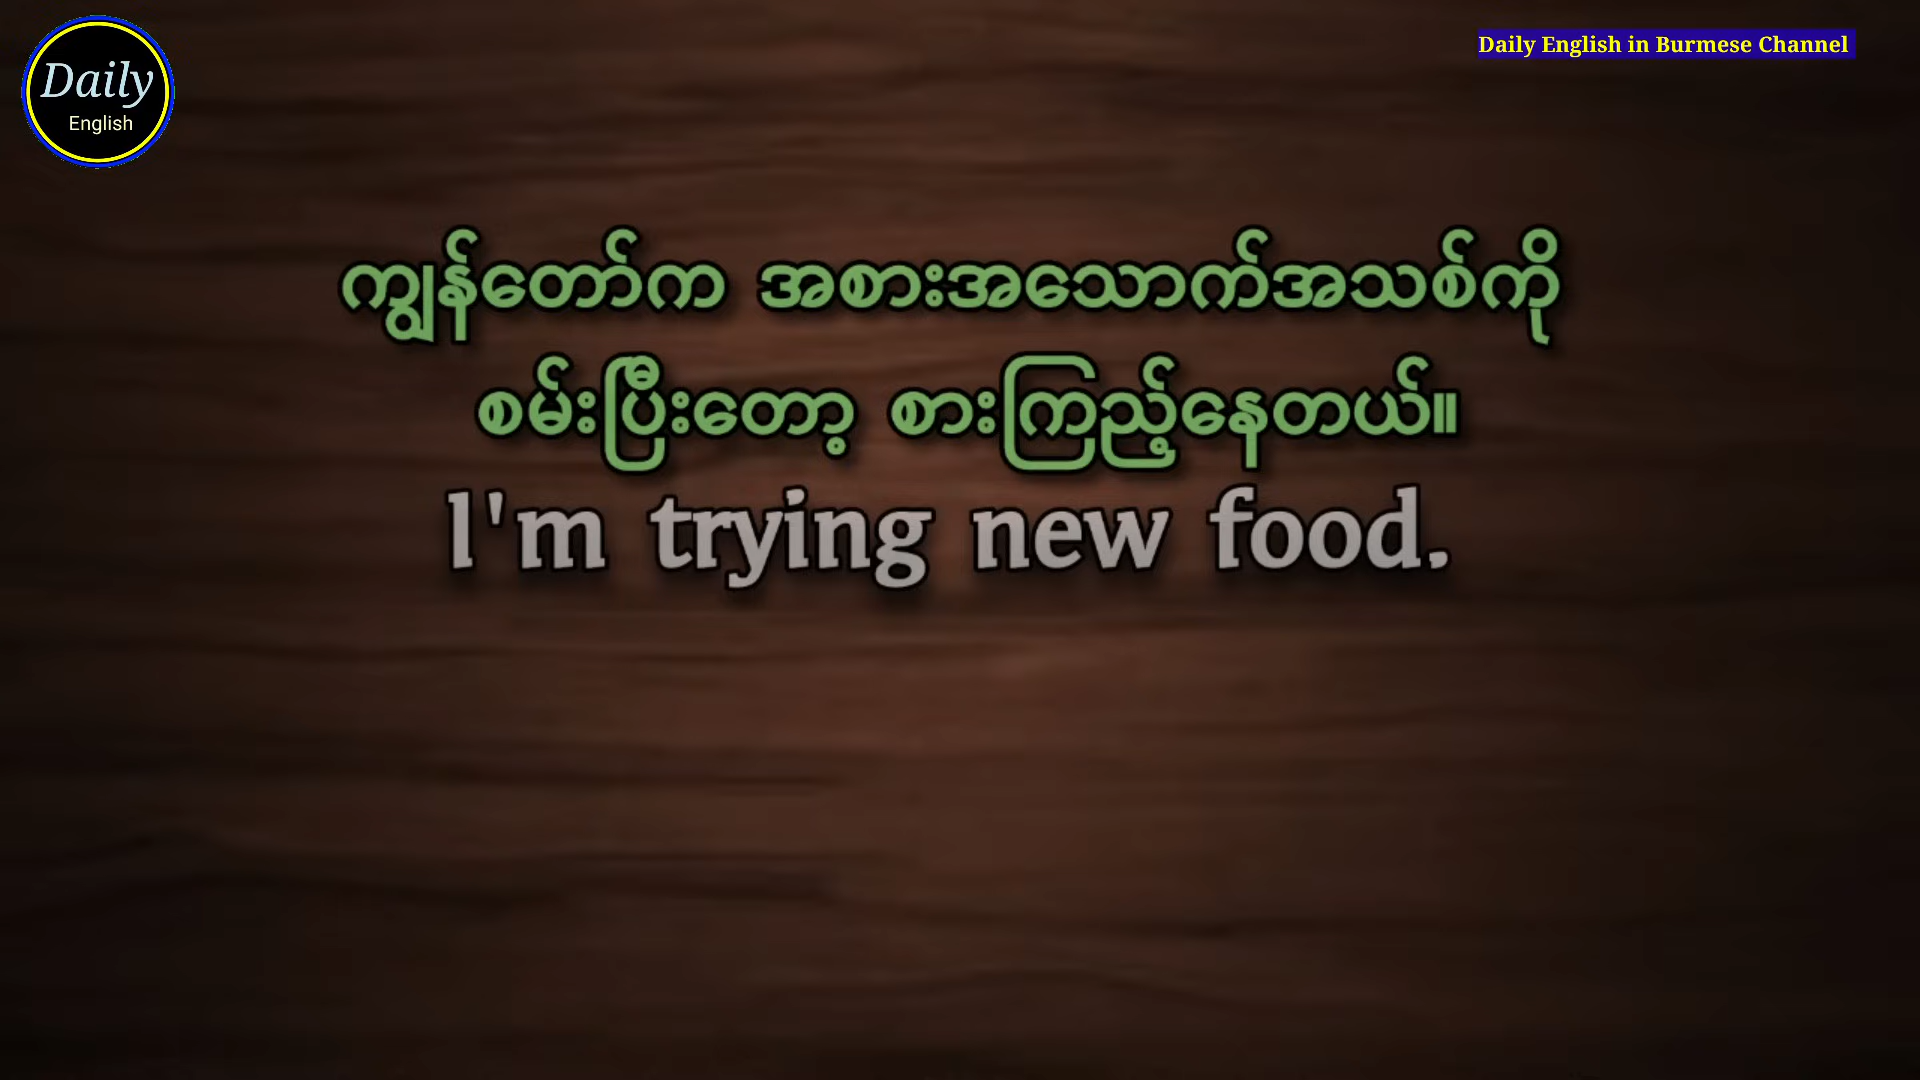 Daily
English
Daily English in Burmese Channel
ကျွန်တော်က အစားအသောက်အသစ်ကို
စမ်းပြီးတော့ စားကြည့်နေတယ်။
I'm trying new food.